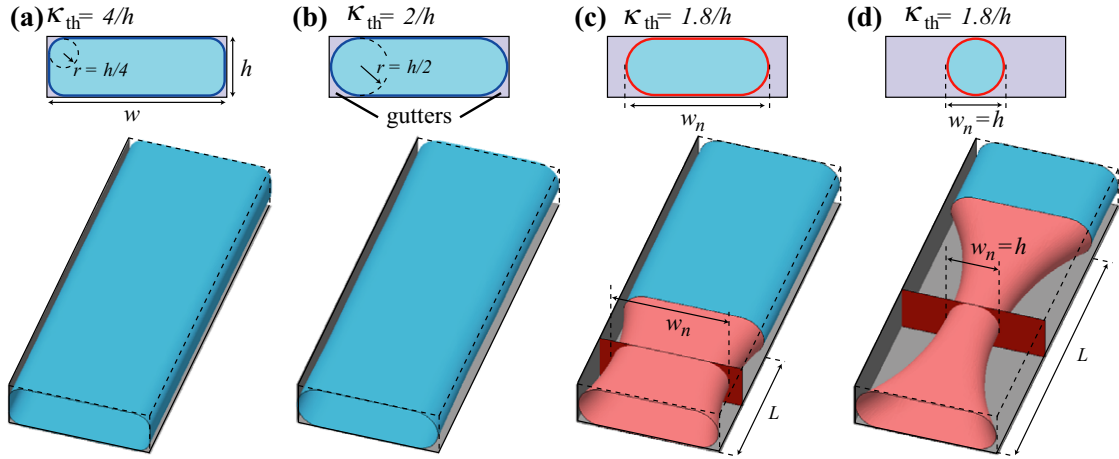 (a) κth= 4/h
r = h/4
h
w
(b) κth= 2/h
r = h/2
gutters
(c) κth= 1.8/h
wn
wn
L
(d) κth= 1.8/h
wn=h
wn=h
L